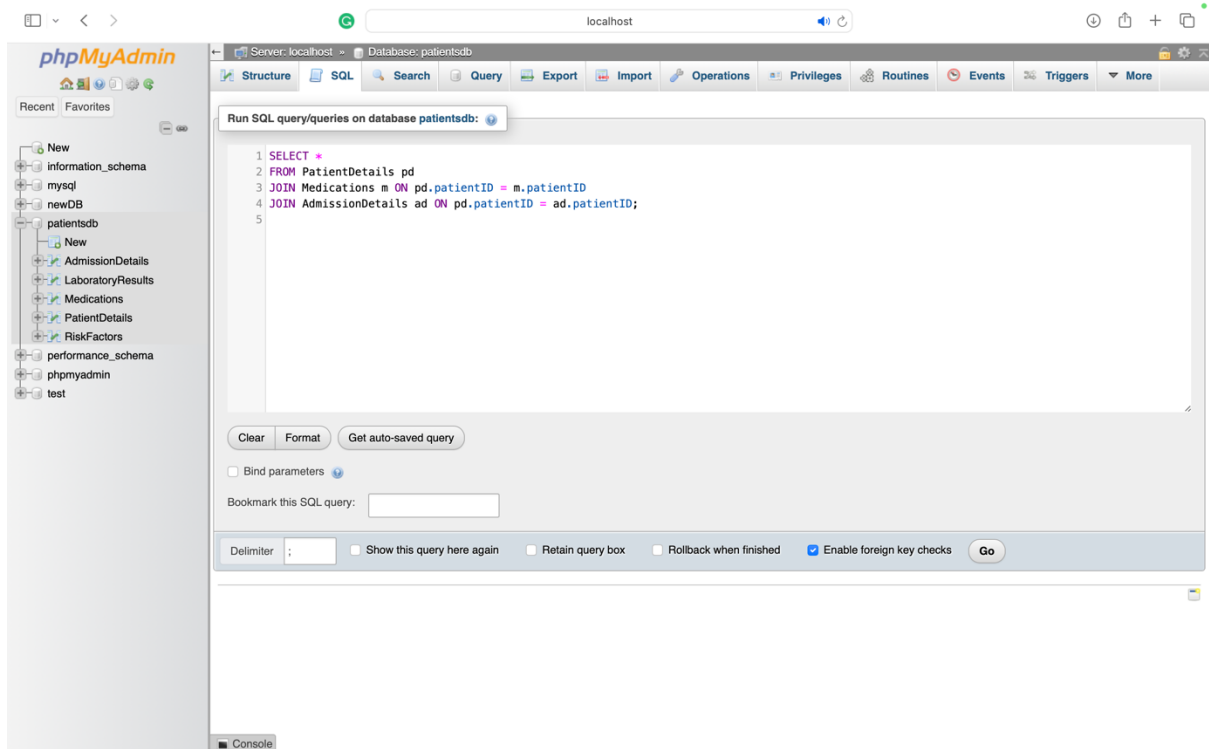 localhost
phpMyAdmin
Recent Favorites
New
information_schema
mysql
newDB
patientsdb
New
AdmissionDetails
LaboratoryResults
Medications
PatientDetails
RiskFactors
performance_schema
phpmyadmin
test
Server: localhost » Database: patientsdb
Structure SQL Search Query Export Import Operations Privileges Routines Events Triggers More
Run SQL query/queries on database patientsdb:
1 SELECT *
2 FROM PatientDetails pd
3 JOIN Medications m ON pd.patientID = m.patientID
4 JOIN AdmissionDetails ad ON pd.patientID = ad.patientID;
5
Clear Format Get auto-saved query
Bind parameters
Bookmark this SQL query:
Delimiter ; Show this query here again Retain query box Rollback when finished Enable foreign key checks Go
Console